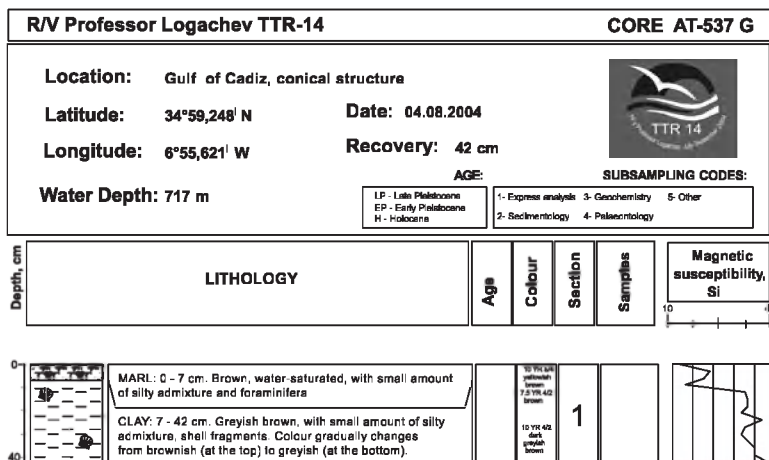 R/V Professor Logachev TTR-14 CORE AT-537 G
Location: Gulf of Cadiz, conical structure
Latitude: 34°59,248ᴵ N Date: 04.08.2004
Longitude: 6°55,621ᴵ W Recovery: 42 cm
Water Depth: 717 m
TTR 14
AGE: SUBSAMPLING CODES:
LP - Late Pleistocene
EP - Early Pleistocene
H - Holocene
1- Express analysis 3- Geochemistry 5- Other
2- Sedimentology 4- Palaeontology
Depth, cm
LITHOLOGY
Age
Colour
Section
Samples
Magnetic
susceptibility,
Si
10
0
MARL: 0 - 7 cm. Brown, water-saturated, with small amount
of silty admixture and foraminifera
CLAY: 7 - 42 cm. Greyish brown, with small amount of silty
admixture, shell fragments. Colour gradually changes
from brownish (at the top) to greyish (at the bottom).
40
yellowish
brown
7.5 YR 4/2
brown
10 YR 4/2
dark
greyish
brown
1